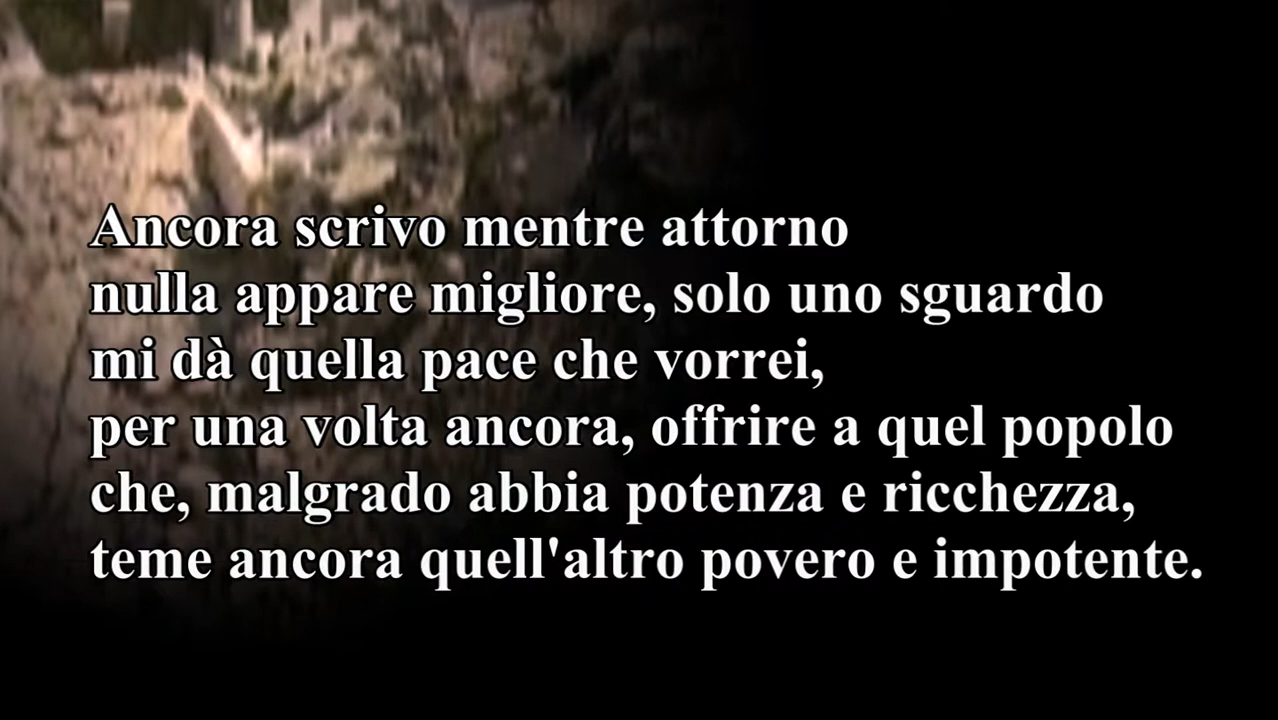 Ancora scrivo mentre attorno
nulla appare migliore, solo uno sguardo
mi dà quella pace che vorrei,
per una volta ancora, offrire a quel popolo
che, malgrado abbia potenza e ricchezza,
teme ancora quell'altro povero e impotente.